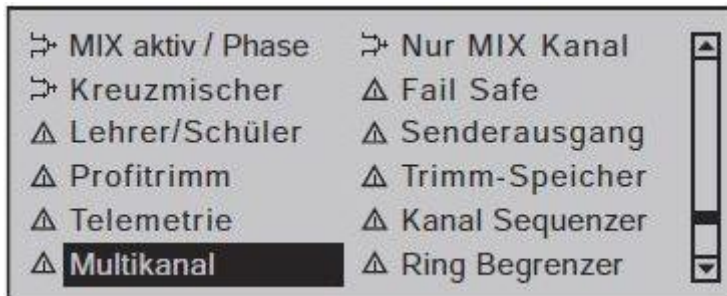 MIX aktiv / Phase
Nur MIX Kanal
Kreuzmischer
Fail Safe
Lehrer/Schüler
Senderausgang
Profitrimm
Trimm-Speicher
Telemetrie
Kanal Sequenzer
Multikanal
Ring Begrenzer